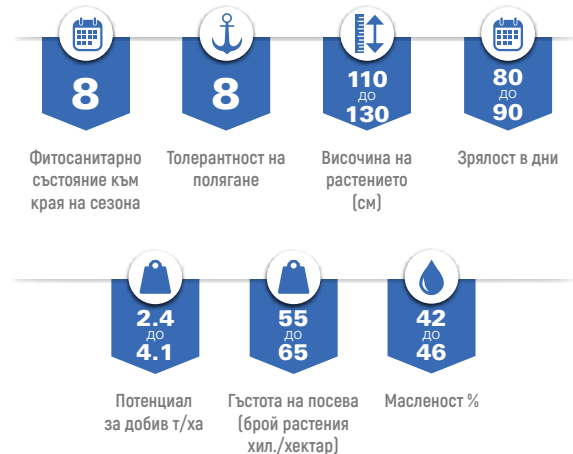 8
Фитосанитарно
състояние към
края на сезона
8
Толерантност на
полягане
110
ДО
130
Височина на
растението
(см)
80
ДО
90
Зрялост в дни
2.4
ДО
4.1
Потенциал
за добив т/ха
55
ДО
65
Гъстота на посева
(брой растения
хил./хектар)
42
ДО
46
Масленост %